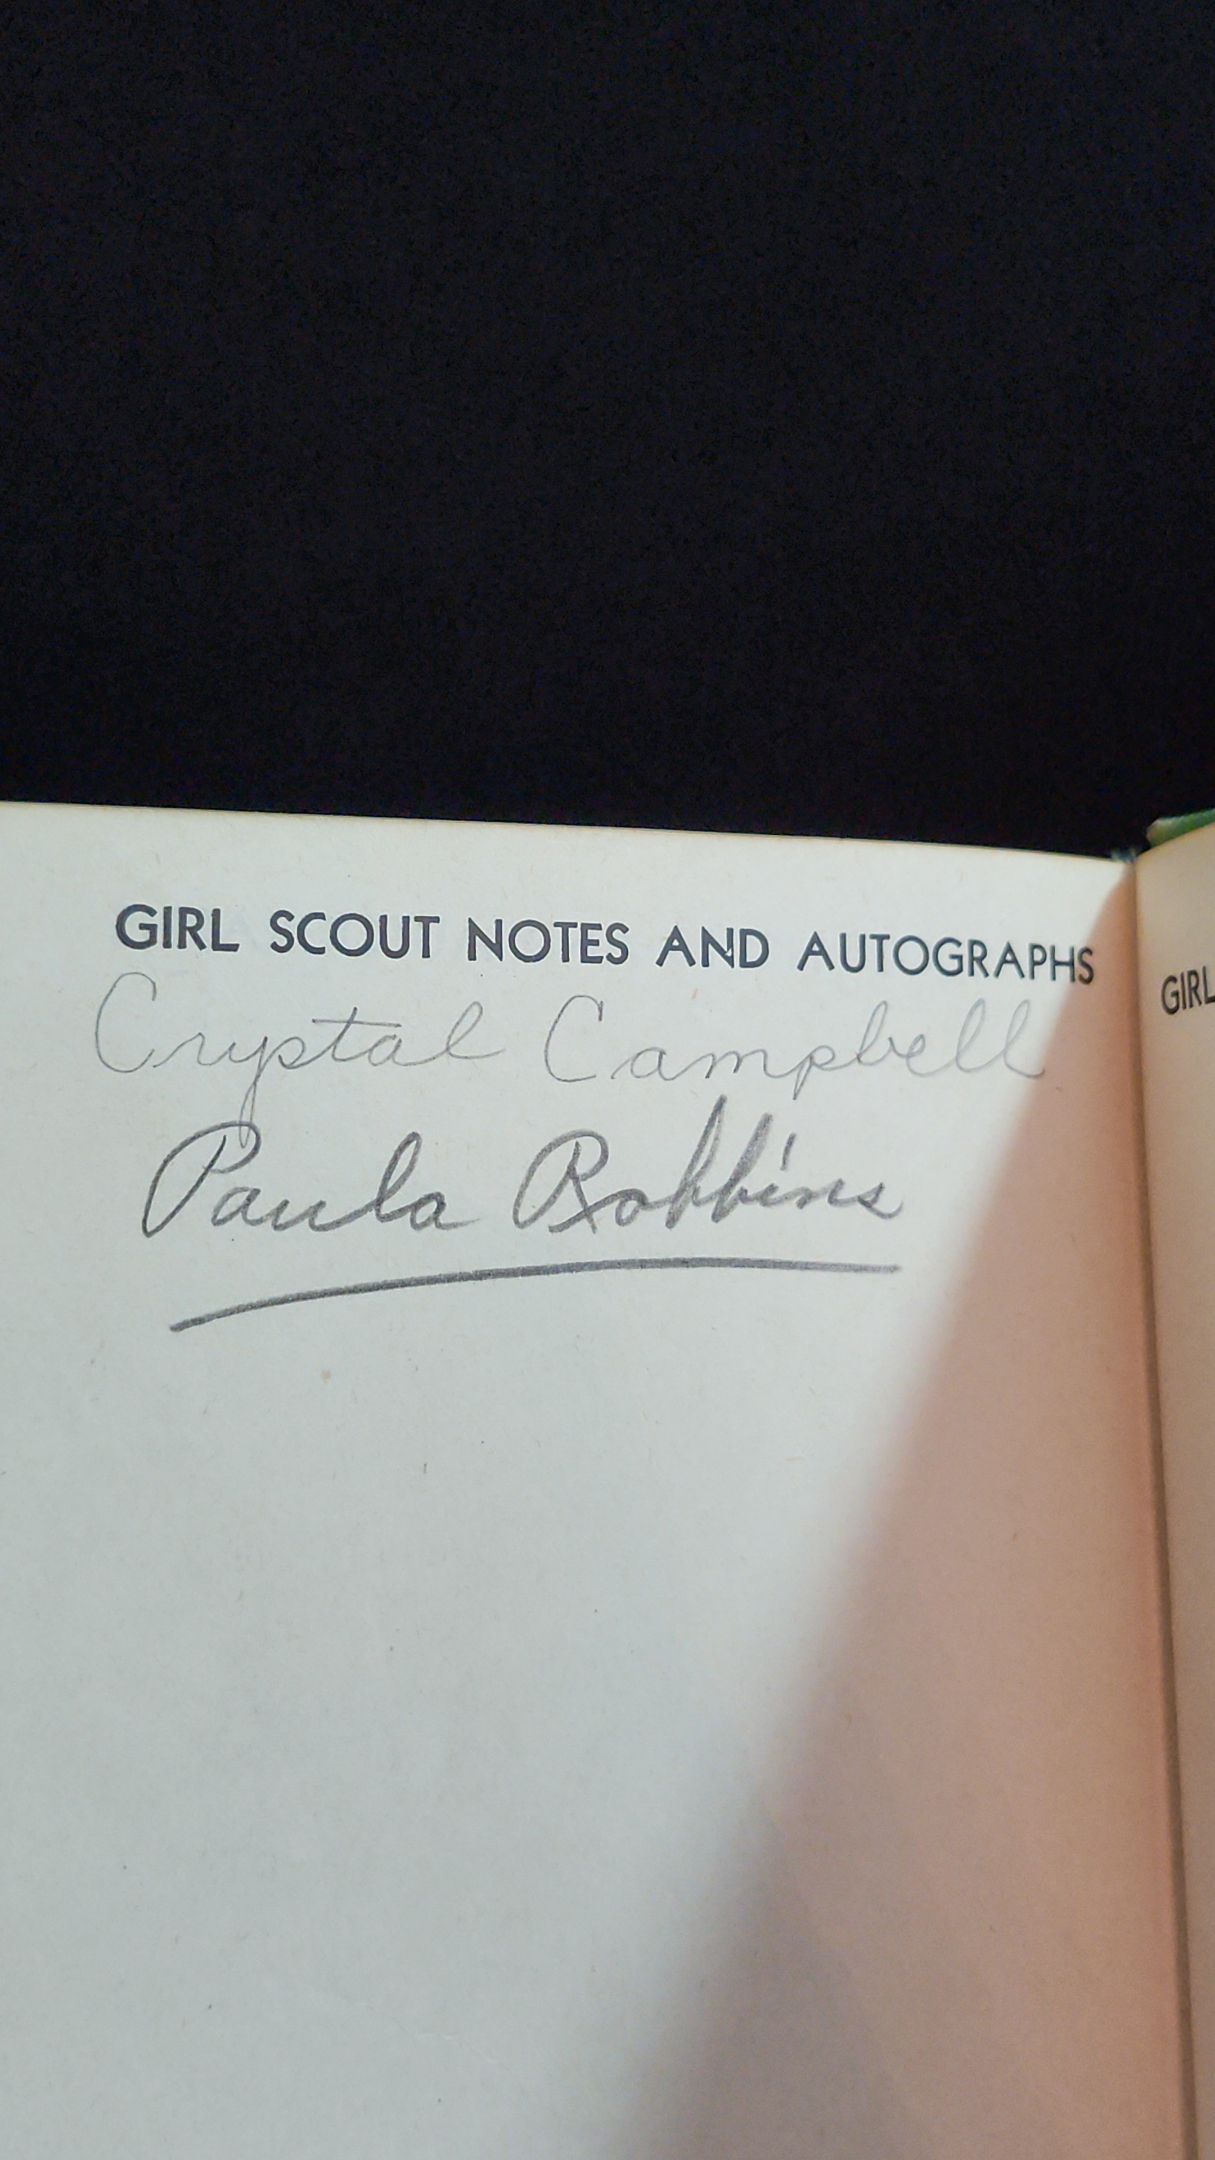 GIRL SCOUT NOTES AND AUTOGRAPHS
Crystal Campbell
Paula Robbins
GIRL